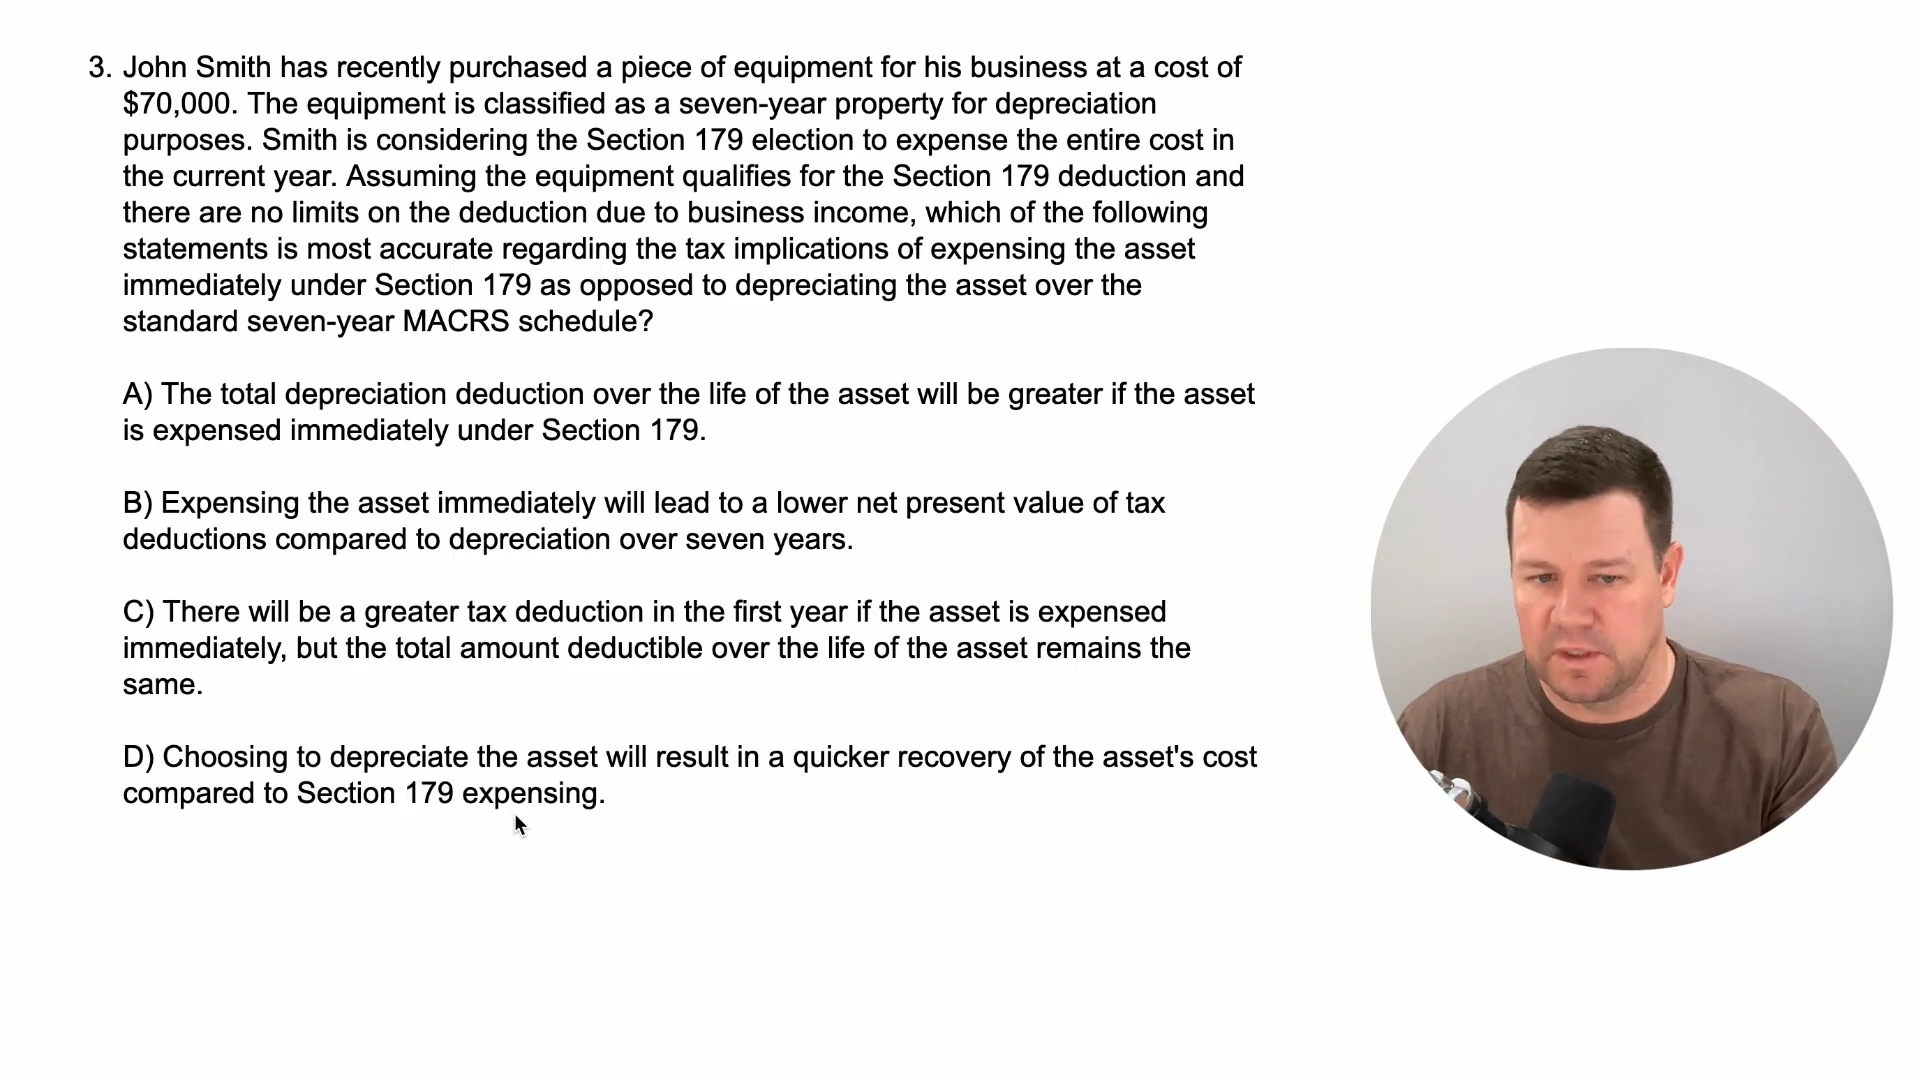 3. John Smith has recently purchased a piece of equipment for his business at a cost of
$70,000. The equipment is classified as a seven-year property for depreciation
purposes. Smith is considering the Section 179 election to expense the entire cost in
the current year. Assuming the equipment qualifies for the Section 179 deduction and
there are no limits on the deduction due to business income, which of the following
statements is most accurate regarding the tax implications of expensing the asset
immediately under Section 179 as opposed to depreciating the asset over the
standard seven-year MACRS schedule?
A) The total depreciation deduction over the life of the asset will be greater if the asset
is expensed immediately under Section 179.
B) Expensing the asset immediately will lead to a lower net present value of tax
deductions compared to depreciation over seven years.
C) There will be a greater tax deduction in the first year if the asset is expensed
immediately, but the total amount deductible over the life of the asset remains the
same.
D) Choosing to depreciate the asset will result in a quicker recovery of the asset's cost
compared to Section 179 expensing.